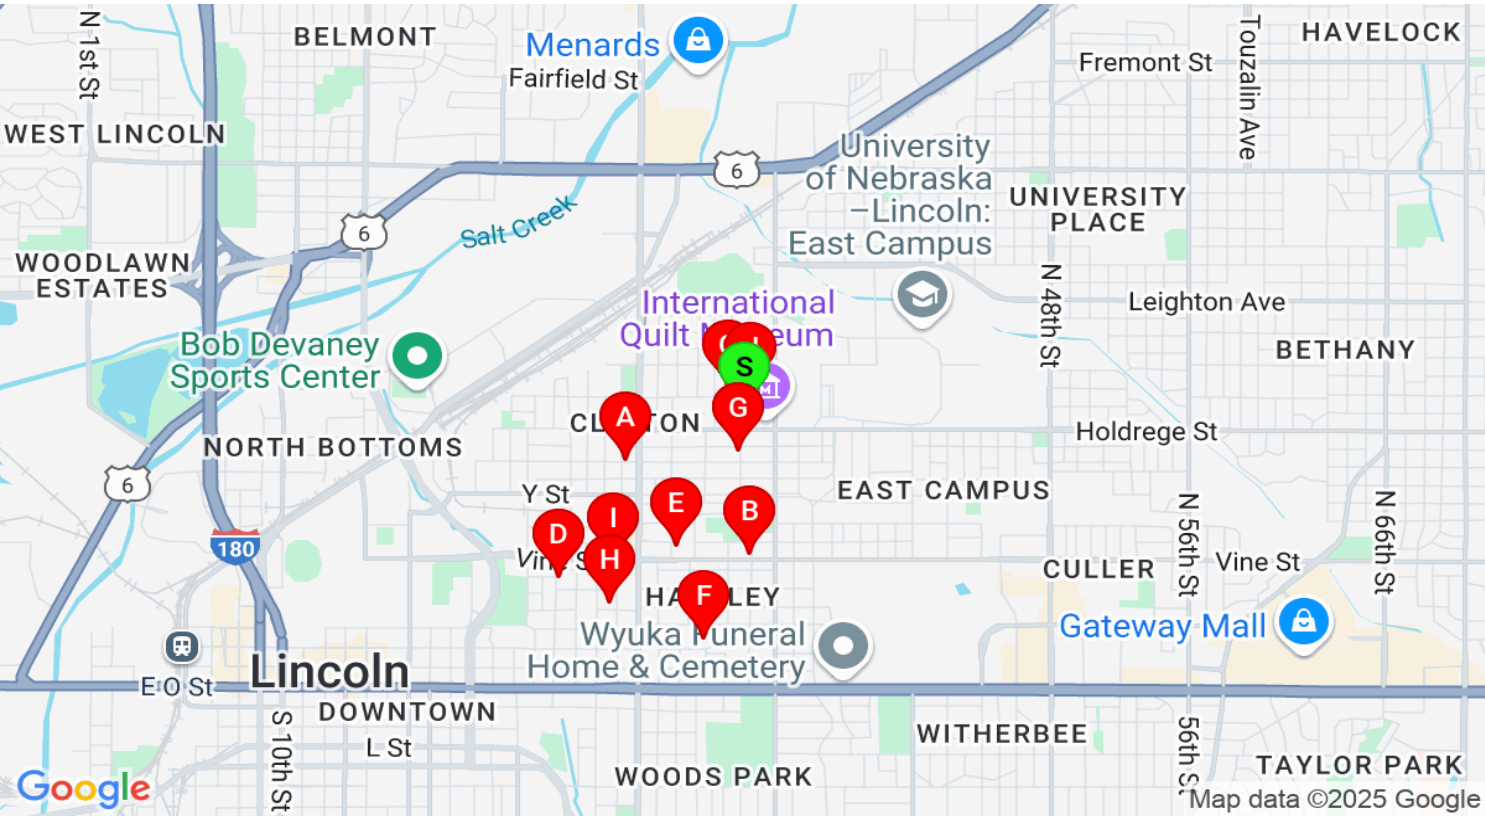 N 1st St
BELMONT
Menards
Fairfield St
Touzalin Ave
HAVELOCK
Fremont St
WEST LINCOLN
University
of Nebraska
–Lincoln:
East Campus
6
UNIVERSITY
PLACE
6
Salt Creek
WOODLAWN
ESTATES
N 48th St
International
Quilt
Leighton Ave
Bob Devaney
Sports Center
S
BETHANY
M
G
A
Holdrege St
NORTH BOTTOMS
6
Y St
E
B
EAST CAMPUS
I
D
N 56th St
N 66th St
180
Vine
H
CULLER
Vine St
F
Wyuka Funeral
Home & Cemetery
Gateway Mall
Lincoln
E O St
DOWNTOWN
S 10th St
L St
WITHERBEE
56th S
WOODS PARK
TAYLOR PARK
Google
Map data ©2025 Google